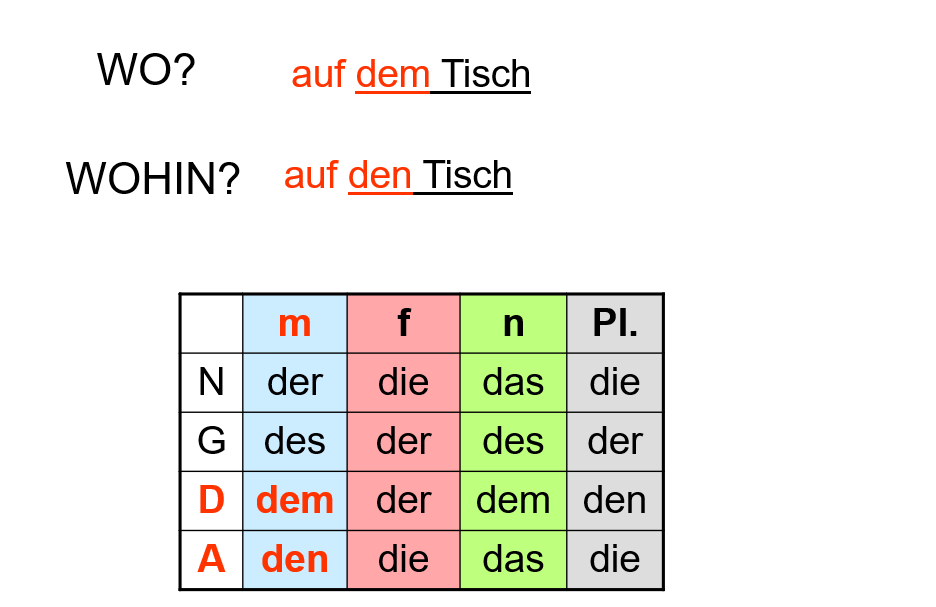 WO? auf dem Tisch
WOHIN? auf den Tisch
m f n Pl.
N der die das die
G des der des der
D dem der dem den
A den die das die